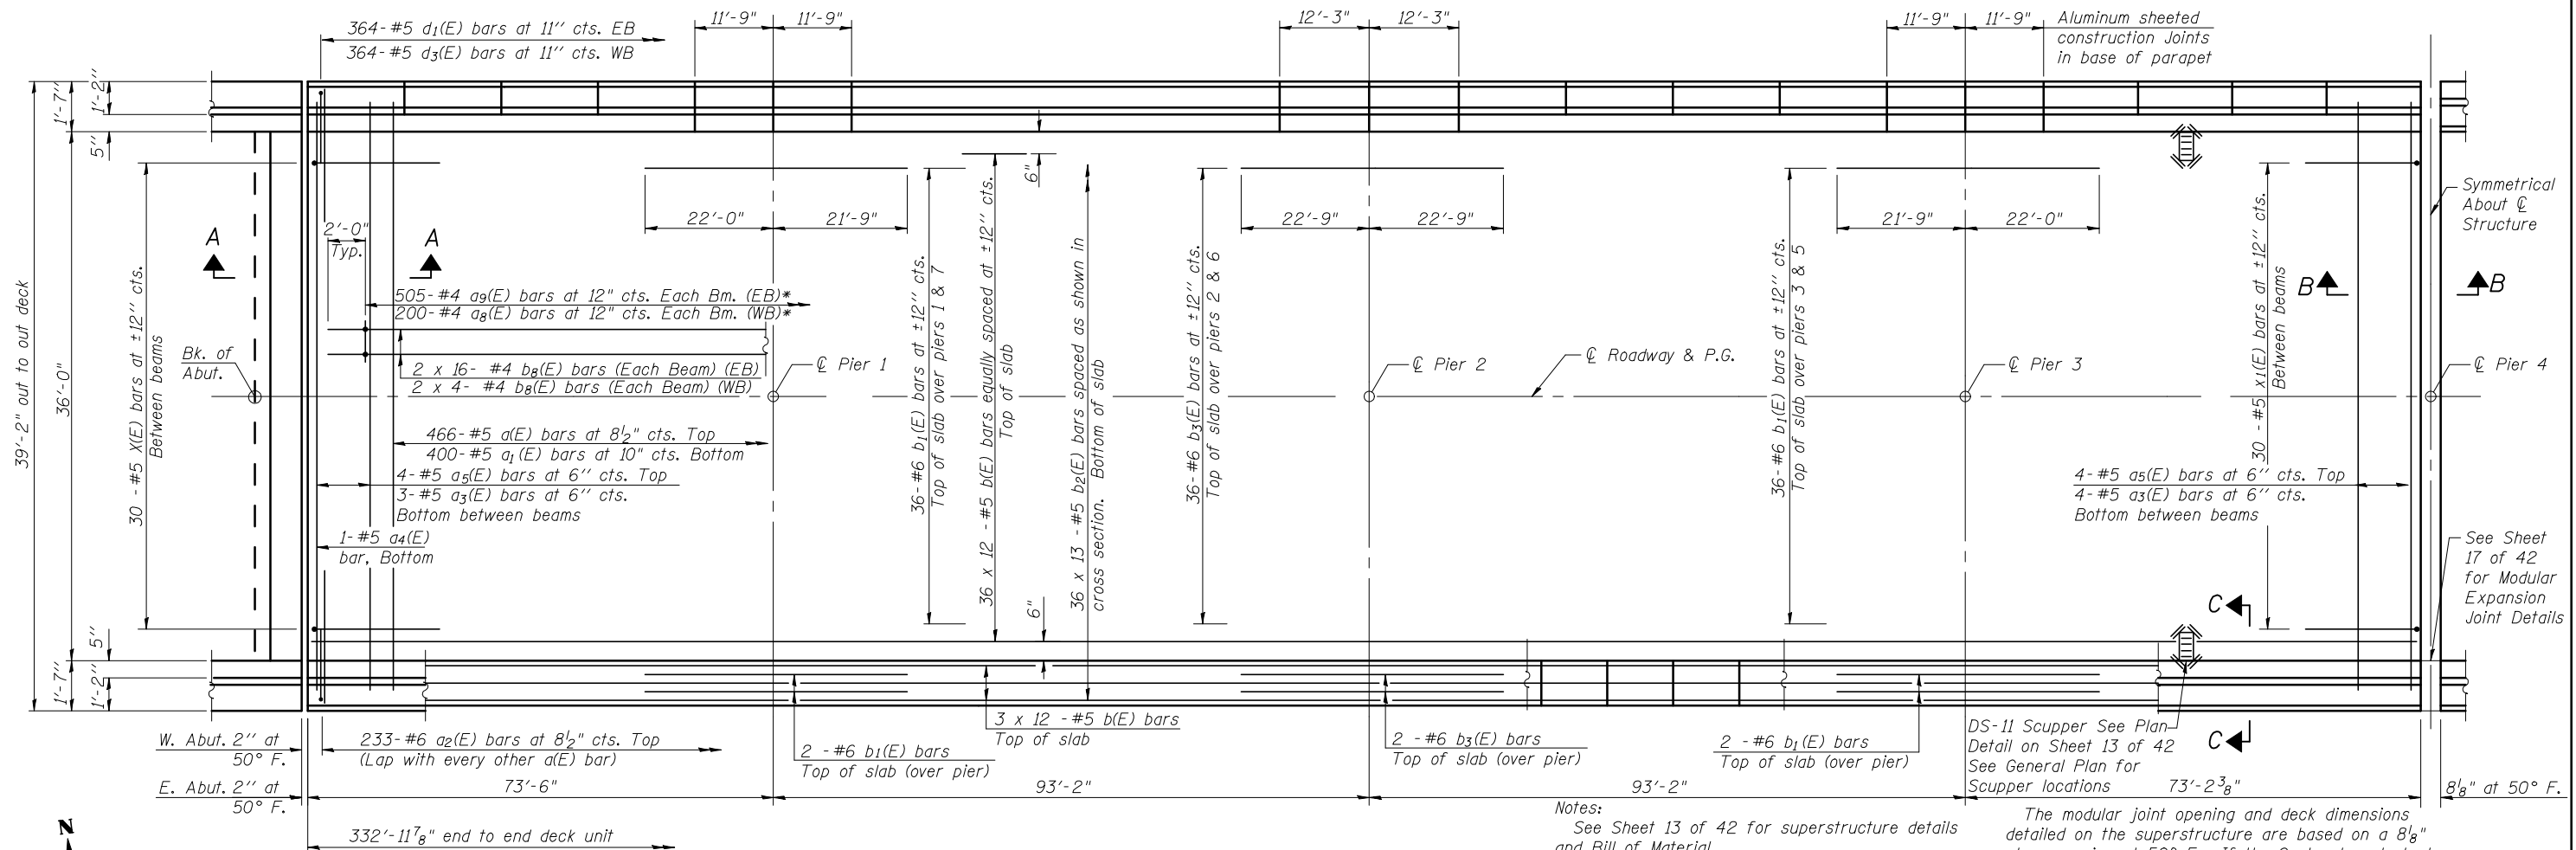 364-#5 d1(E) bars at 11" cts. EB
364-#5 d3(E) bars at 11" cts. WB
11'-9"
11'-9"
12'-3"
12'-3"
11'-9"
11'-9"
Aluminum sheeted
construction Joints
in base of parapet
39'-2" out to out deck
1'-7"
1'-2"
5"
36'-0"
5"
1'-7"
1'-2"
30 -#5 X(E) bars at ±12" cts.
Between beams
A
A
2'-0"
Typ.
Bk. of
Abut.
505-#4 a9(E) bars at 12" cts. Each Bm. (EB)*
200-#4 a8(E) bars at 12" cts. Each Bm. (WB)*
2 x 16- #4 b8(E) bars (Each Beam) (EB)
2 x 4- #4 b8(E) bars (Each Beam) (WB)
466-#5 a(E) bars at 8½" cts. Top
400-#5 a1(E) bars at 10" cts. Bottom
4-#5 a5(E) bars at 6" cts. Top
3-#5 a3(E) bars at 6" cts.
Bottom between beams
1-#5 a4(E)
bar, Bottom
22'-0"
21'-9"
℄ Pier 1
36-#6 b1(E) bars at ±12" cts.
Top of slab over piers 1 & 7
36 x 12 -#5 b(E) bars equally spaced at ±12" cts.
Top of slab
6"
6"
36 x 13 -#5 b2(E) bars spaced as shown in
cross section. Bottom of slab
22'-9"
22'-9"
36-#6 b3(E) bars at ±12" cts.
Top of slab over piers 2 & 6
℄ Pier 2
℄ Roadway & P.G.
21'-9"
22'-0"
36-#6 b1(E) bars at ±12" cts.
Top of slab over piers 3 & 5
℄ Pier 3
30 -#5 x1(E) bars at ±12" cts.
Between beams
B
B
Symmetrical
About ℄
Structure
℄ Pier 4
4-#5 a5(E) bars at 6" cts. Top
4-#5 a3(E) bars at 6" cts.
Bottom between beams
See Sheet
17 of 42
for Modular
Expansion
Joint Details
C
C
DS-11 Scupper See Plan
Detail on Sheet 13 of 42
See General Plan for
Scupper locations
W. Abut. 2" at
50° F.
E. Abut. 2" at
50° F.
233-#6 a2(E) bars at 8½" cts. Top
(Lap with every other a(E) bar)
2 -#6 b1(E) bars
Top of slab (over pier)
3 x 12 -#5 b(E) bars
Top of slab
2 -#6 b3(E) bars
Top of slab (over pier)
2 -#6 b1(E) bars
Top of slab (over pier)
73'-6"
93'-2"
93'-2"
73'-2⅜"
8⅛" at 50° F.
N
332'-11⅞" end to end deck unit
Notes:
See Sheet 13 of 42 for superstructure details
and Bill of Material
The modular joint opening and deck dimensions
detailed on the superstructure are based on a 8⅛"